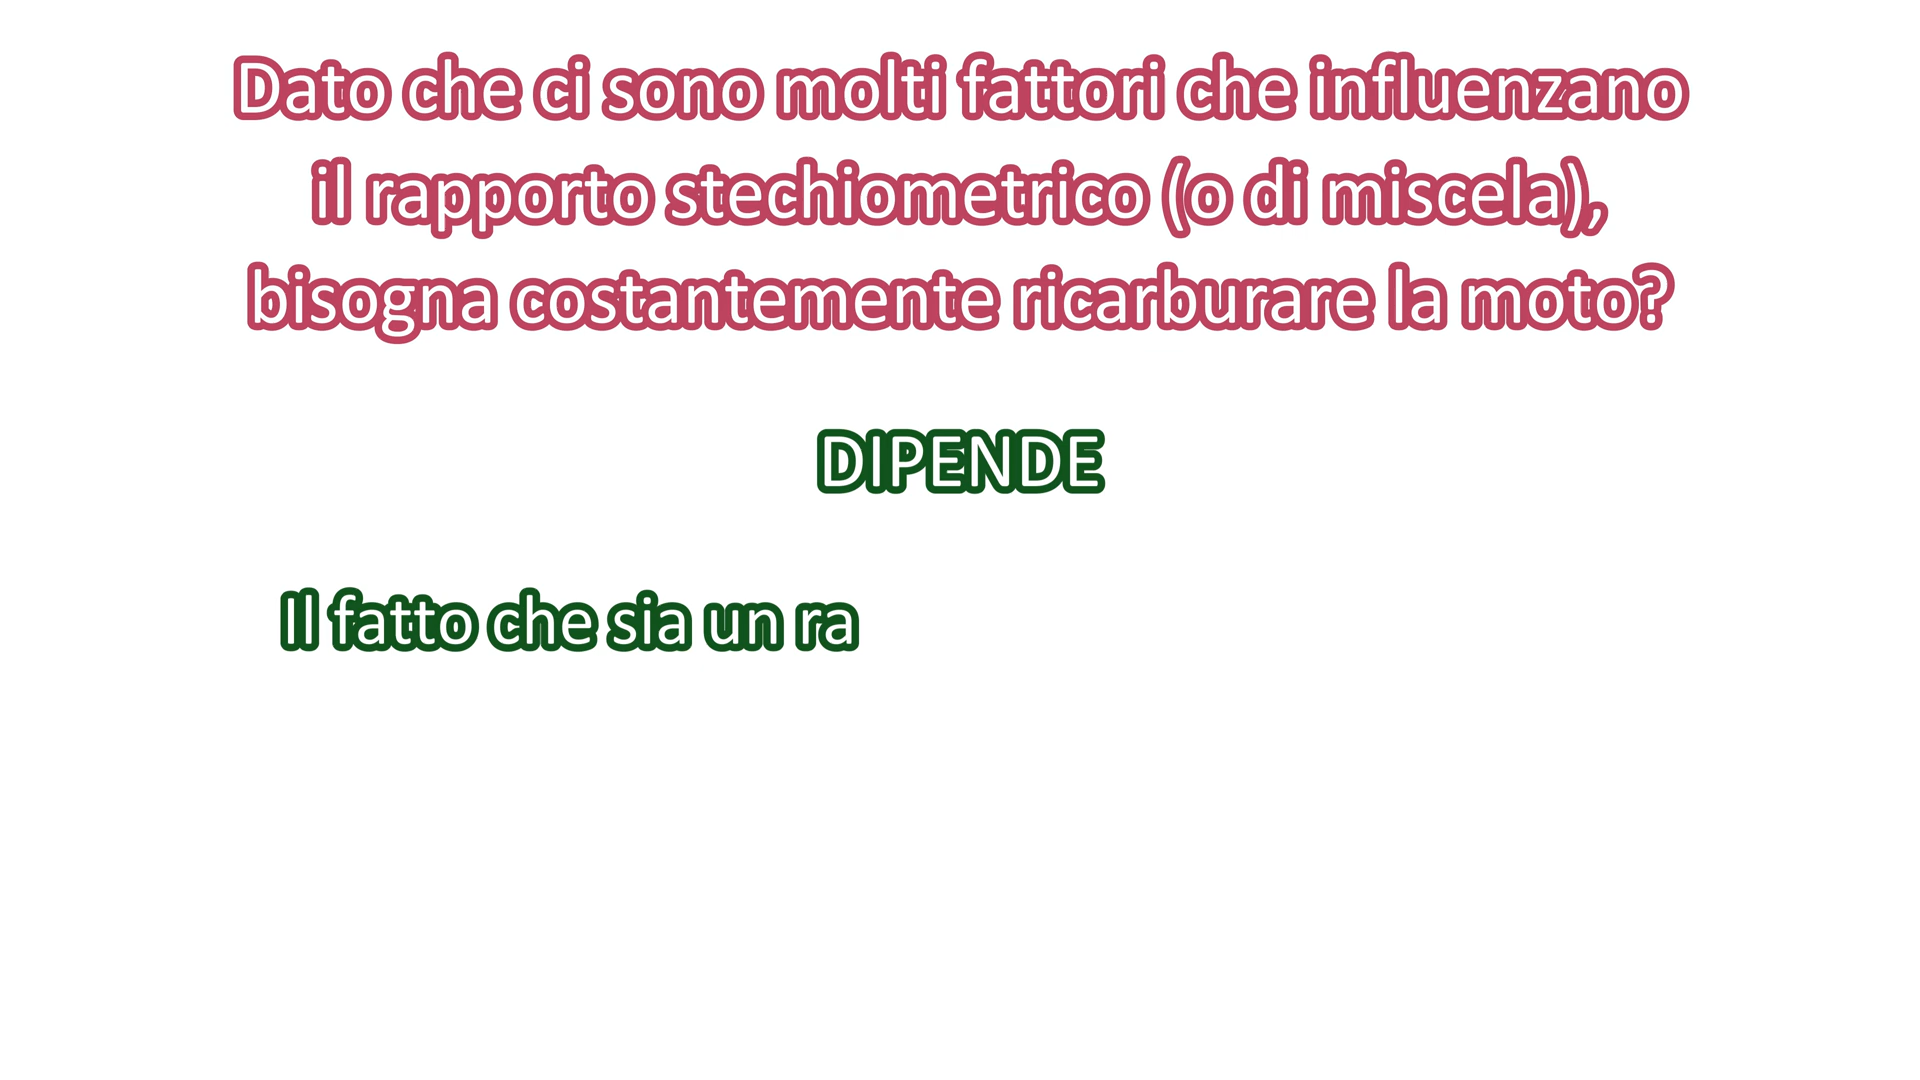 Dato che ci sono molti fattori che influenzano
il rapporto stechiometrico (o di miscela),
bisogna costantemente ricarburare la moto?
DIPENDE
Il fatto che sia un ra